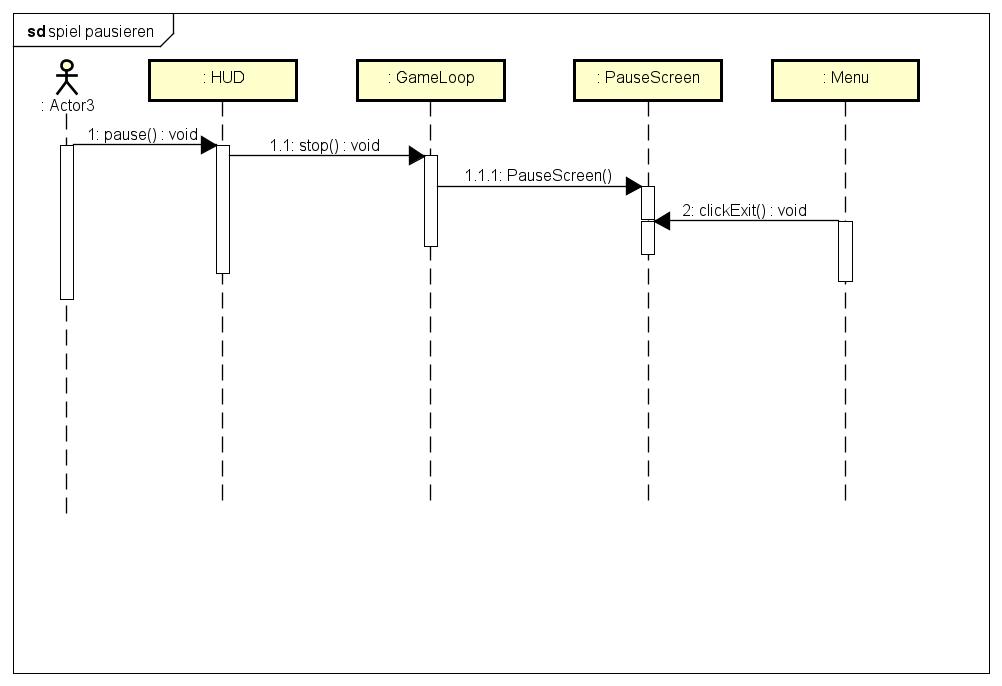 sd spiel pausieren
: Actor3
: HUD
: GameLoop
: PauseScreen
: Menu
1: pause() : void
1.1: stop() : void
1.1.1: PauseScreen()
2: clickExit() : void